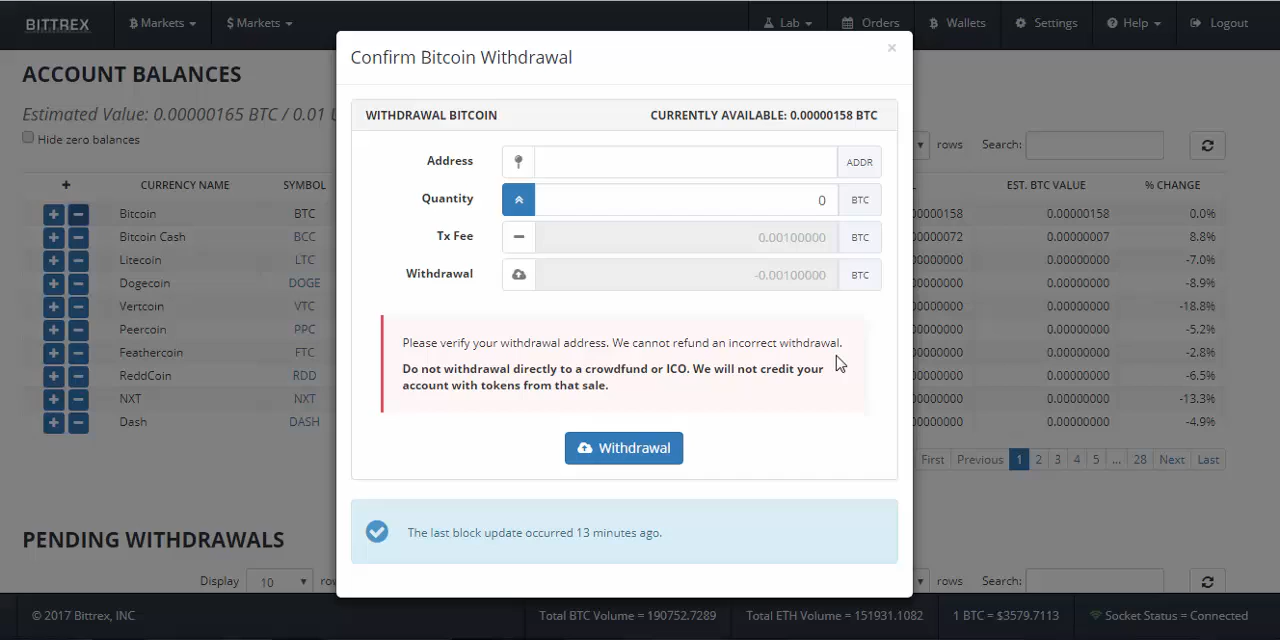 BITTREX
Ƀ Markets
$ Markets
Lab
Orders
Wallets
Settings
Help
Logout
ACCOUNT BALANCES
Estimated Value: 0.00000165 BTC / 0.01
Hide zero balances
rows
Search:
+ CURRENCY NAME SYMBOL EST. BTC VALUE % CHANGE
Bitcoin BTC 00000158 0.00000158 0.0%
Bitcoin Cash BCC 00000072 0.00000007 8.8%
Litecoin LTC 00000000 0.00000000 -7.0%
Dogecoin DOGE 00000000 0.00000000 -8.9%
Vertcoin VTC 00000000 0.00000000 -18.8%
Peercoin PPC 00000000 0.00000000 -5.2%
Feathercoin FTC 00000000 0.00000000 -2.8%
ReddCoin RDD 00000000 0.00000000 -6.5%
NXT NXT 00000000 0.00000000 -13.3%
Dash DASH 00000000 0.00000000 -4.9%
First Previous 1 2 3 4 5 ... 28 Next Last
Confirm Bitcoin Withdrawal
×
WITHDRAWAL BITCOIN CURRENTLY AVAILABLE: 0.00000158 BTC
Address ADDR
Quantity 0 BTC
Tx Fee 0.00100000 BTC
Withdrawal -0.00100000 BTC
Please verify your withdrawal address. We cannot refund an incorrect withdrawal.
Do not withdrawal directly to a crowdfund or ICO. We will not credit your
account with tokens from that sale.
Withdrawal
The last block update occurred 13 minutes ago.
PENDING WITHDRAWALS
Display 10
rows
Search:
© 2017 Bittrex, INC
Total BTC Volume = 190752.7289
Total ETH Volume = 151931.1082
1 BTC = $3579.7113
Socket Status = Connected